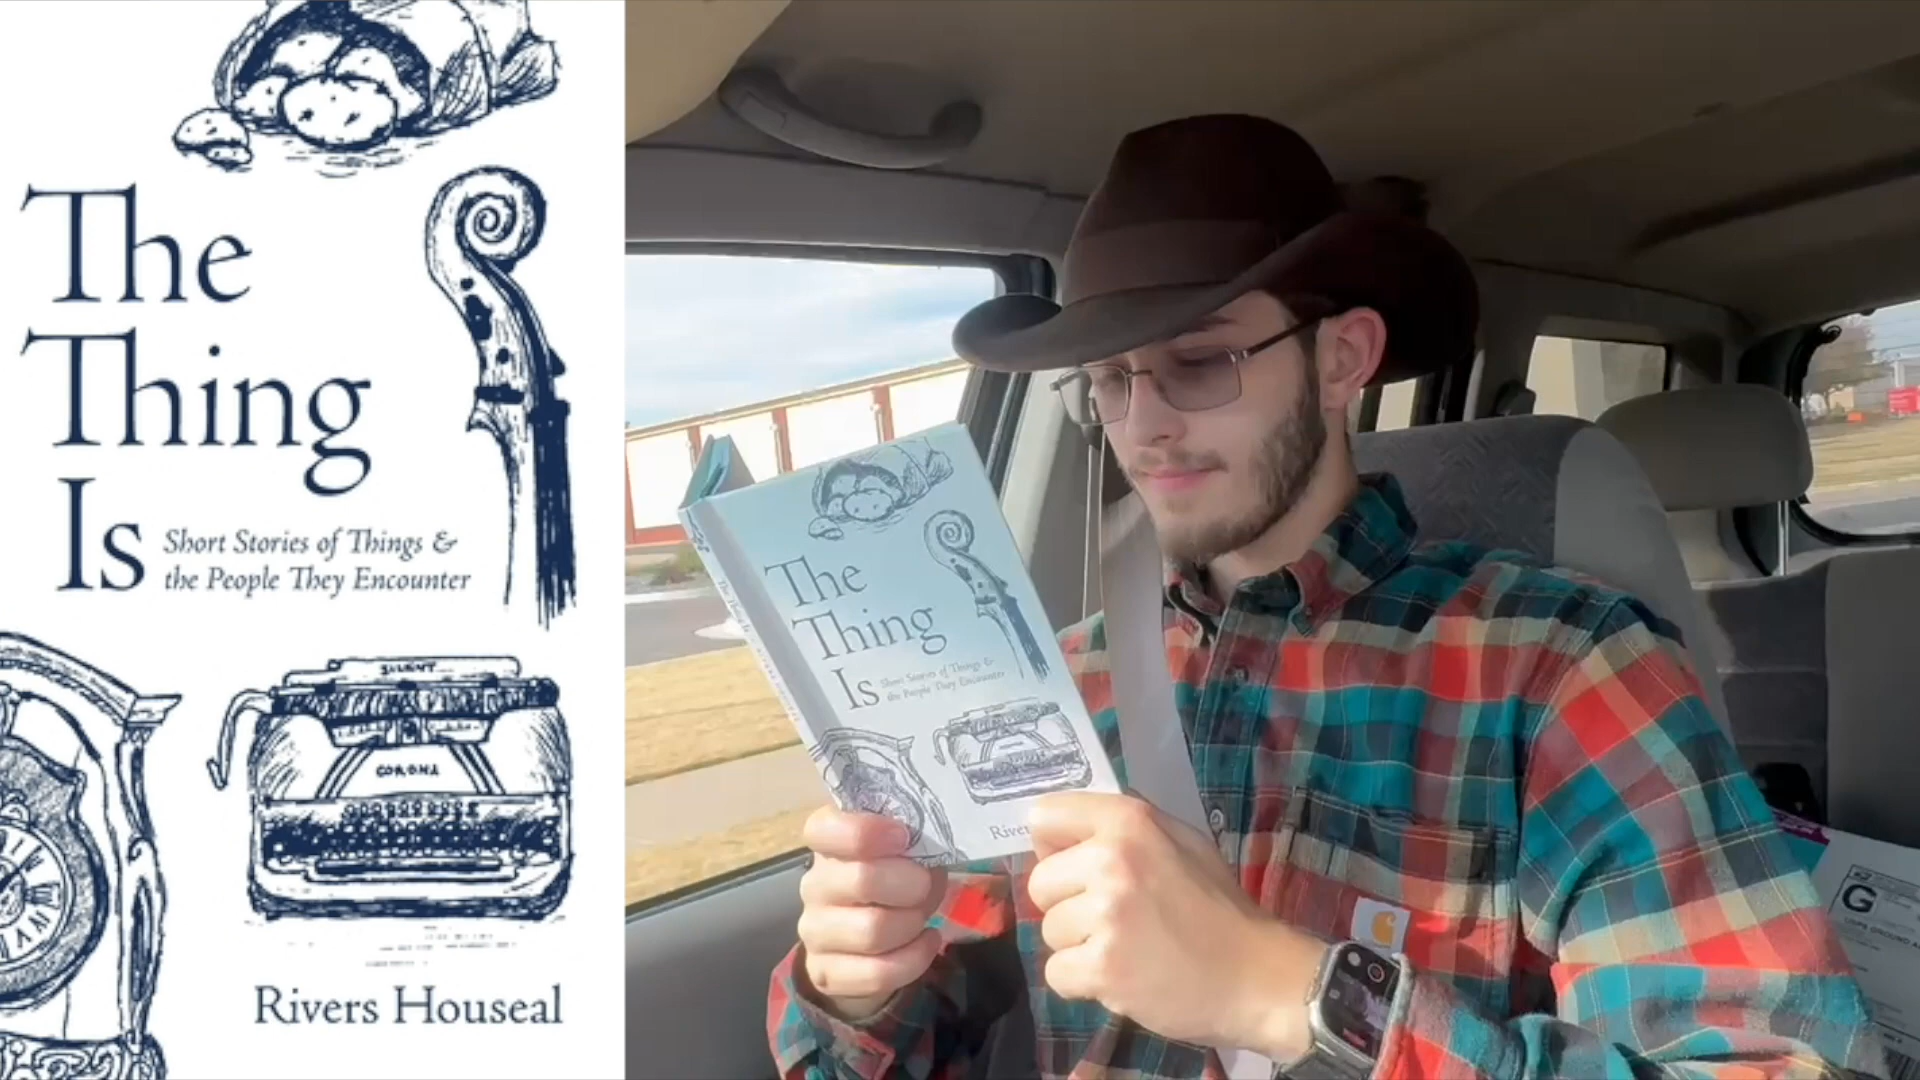 The
Thing
Is
Short Stories of Things &
the People They Encounter
SILENT
CORONA
Rivers Houseal
The
Thing
Is
Short Stories of Things &
the People They Encounter
River
G